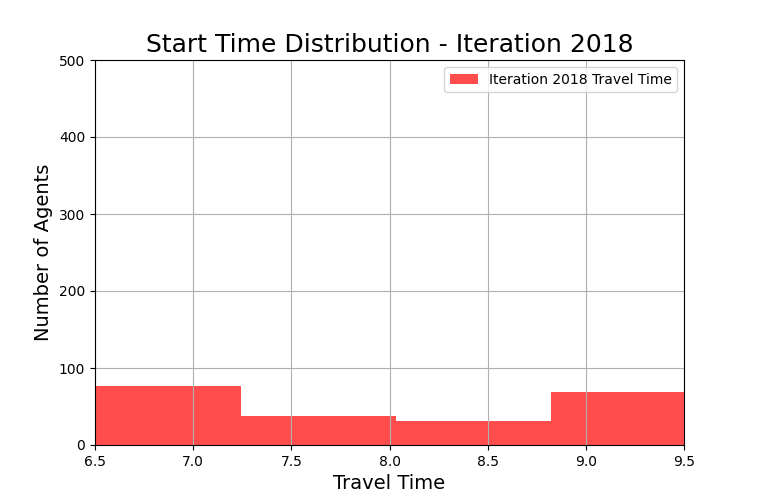 Start Time Distribution - Iteration 2018
Iteration 2018 Travel Time
Number of Agents
500
400
300
200
100
0
6.5 7.0 7.5 8.0 8.5 9.0 9.5
Travel Time